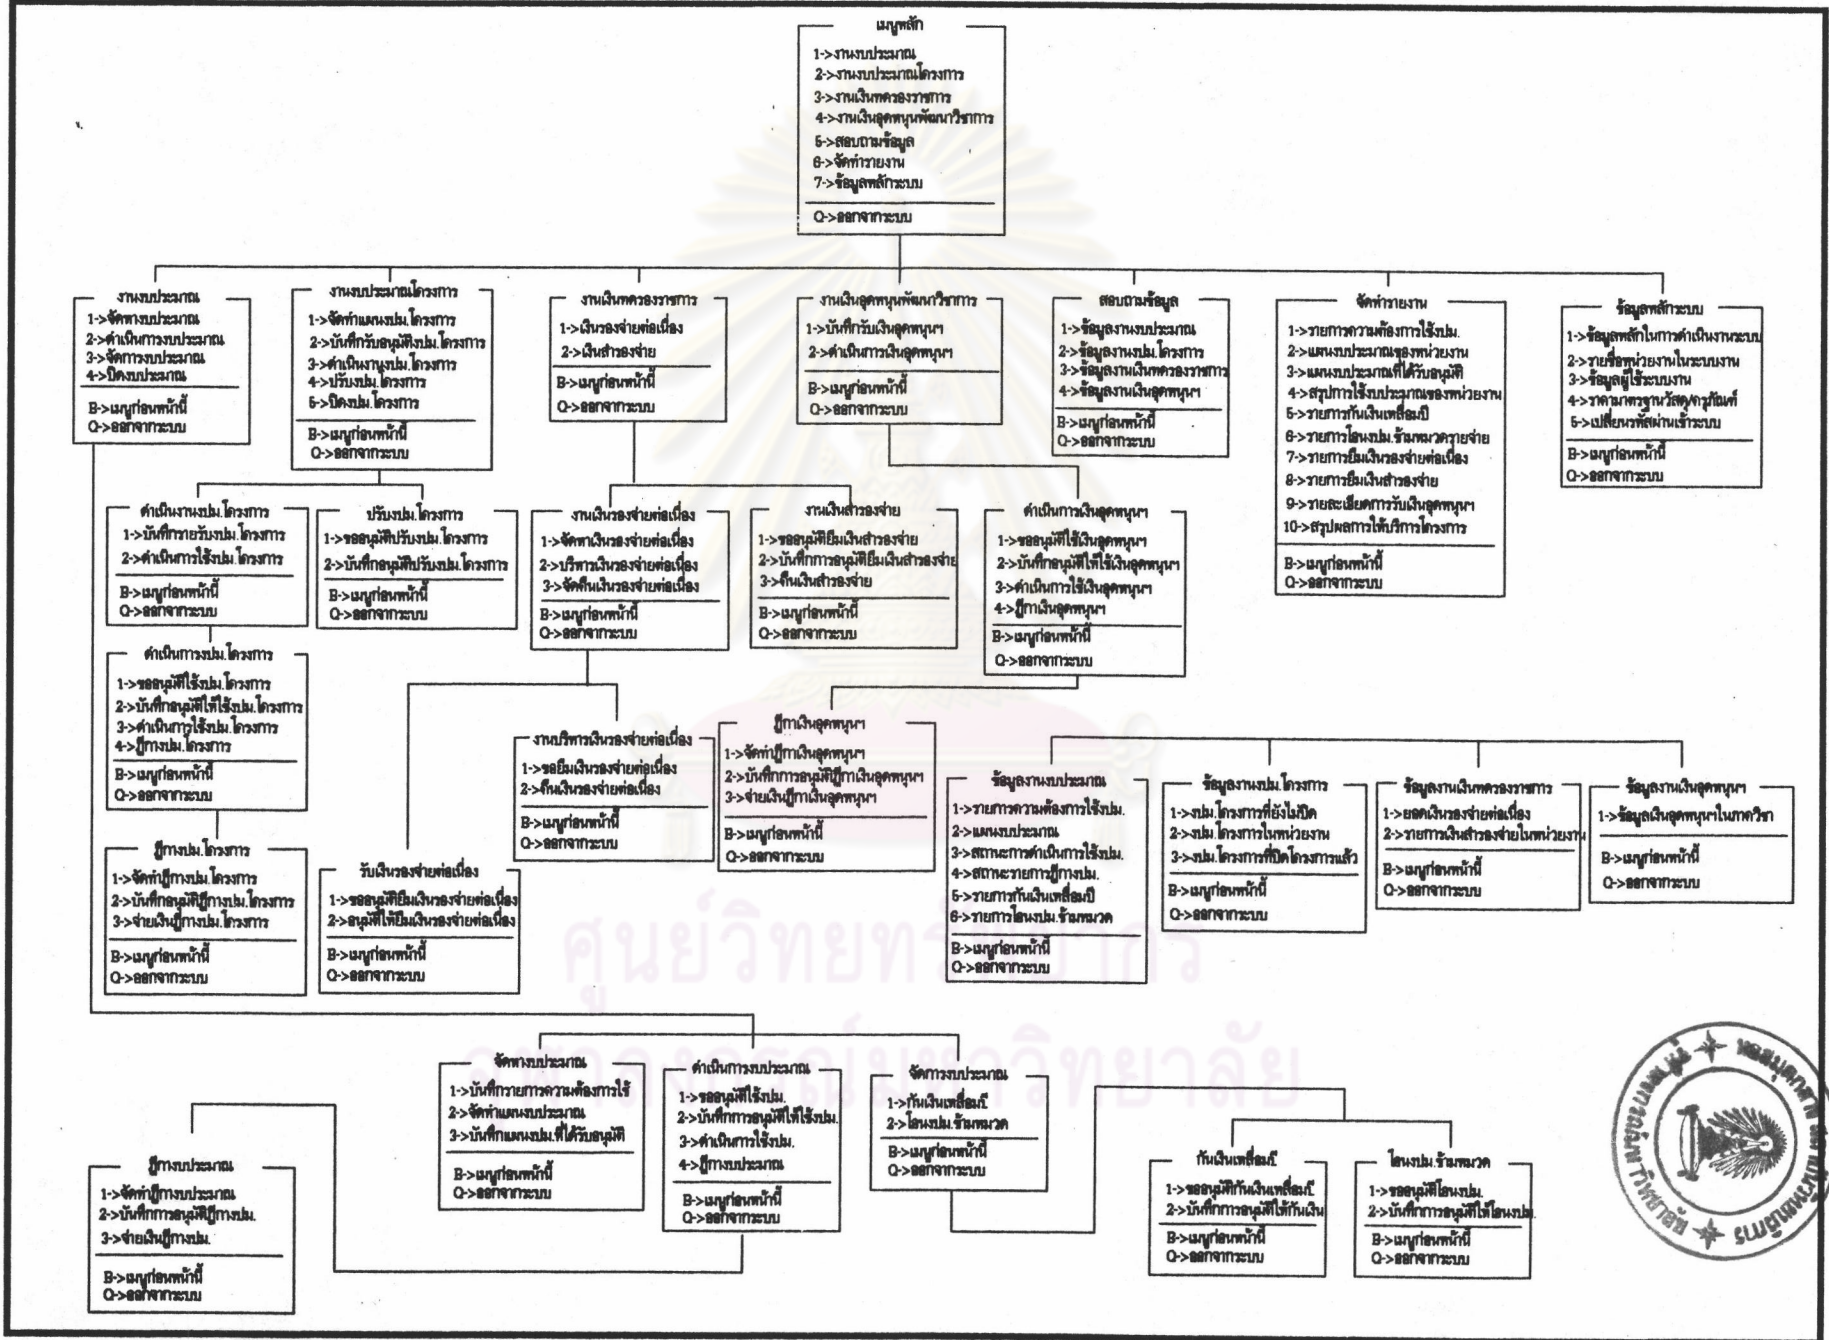 เมนูหลัก
1->งานงบประมาณ
2->งานงบประมาณโครงการ
3->งานเงินทดรองราชการ
4->งานเงินอุดหนุนพัฒนาวิชาการ
5->สอบถามข้อมูล
6->จัดทำรายงาน
7->ข้อมูลหลักระบบ
Q->ออกจากระบบ
งานงบประมาณ
1->จัดหางบประมาณ
2->ดำเนินการงบประมาณ
3->จัดการงบประมาณ
4->ปิดงบประมาณ
B->เมนูก่อนหน้านี้
Q->ออกจากระบบ
งานงบประมาณโครงการ
1->จัดทำแผนงปม.โครงการ
2->บันทึกรับอนุมัติงปม.โครงการ
3->ดำเนินงานงปม.โครงการ
4->ปรับงปม.โครงการ
5->ปิดงปม.โครงการ
B->เมนูก่อนหน้านี้
Q->ออกจากระบบ
งานเงินทดรองราชการ
1->เงินรองจ่ายต่อเนื่อง
2->เงินสำรองจ่าย
B->เมนูก่อนหน้านี้
Q->ออกจากระบบ
งานเงินอุดหนุนพัฒนาวิชาการ
1->บันทึกรับเงินอุดหนุนฯ
2->ดำเนินการเงินอุดหนุนฯ
B->เมนูก่อนหน้านี้
Q->ออกจากระบบ
สอบถามข้อมูล
1->ข้อมูลงานงบประมาณ
2->ข้อมูลงานงปม.โครงการ
3->ข้อมูลงานเงินทดรองราชการ
4->ข้อมูลงานเงินอุดหนุนฯ
B->เมนูก่อนหน้านี้
Q->ออกจากระบบ
จัดทำรายงาน
1->รายการความต้องการใช้งปม.
2->แผนงบประมาณของหน่วยงาน
3->แผนงบประมาณที่ได้รับอนุมัติ
4->สรุปการใช้งบประมาณของหน่วยงาน
5->รายการกันเงินเหลื่อมปี
6->รายการโอนงปม.ข้ามหมวดรายจ่าย
7->รายการยืมเงินรองจ่ายต่อเนื่อง
8->รายการยืมเงินสำรองจ่าย
9->รายละเอียดการรับเงินอุดหนุนฯ
10->สรุปผลการให้บริการโครงการ
B->เมนูก่อนหน้านี้
Q->ออกจากระบบ
ข้อมูลหลักระบบ
1->ข้อมูลหลักในการดำเนินงานระบบ
2->รายชื่อหน่วยงานในระบบงาน
3->ข้อมูลผู้ใช้ระบบงาน
4->ราคามาตรฐานวัสดุ/ครุภัณฑ์
5->เปลี่ยนรหัสผ่านเข้าระบบ
B->เมนูก่อนหน้านี้
Q->ออกจากระบบ
ดำเนินงานงปม.โครงการ
1->บันทึกรายรับงปม.โครงการ
2->ดำเนินการใช้งปม.โครงการ
B->เมนูก่อนหน้านี้
Q->ออกจากระบบ
ปรับงปม.โครงการ
1->ขออนุมัติปรับงปม.โครงการ
2->บันทึกอนุมัติปรับงปม.โครงการ
B->เมนูก่อนหน้านี้
Q->ออกจากระบบ
งานเงินรองจ่ายต่อเนื่อง
1->จัดหาเงินรองจ่ายต่อเนื่อง
2->บริหารเงินรองจ่ายต่อเนื่อง
3->จัดคืนเงินรองจ่ายต่อเนื่อง
B->เมนูก่อนหน้านี้
Q->ออกจากระบบ
งานเงินสำรองจ่าย
1->ขออนุมัติยืมเงินสำรองจ่าย
2->บันทึกการอนุมัติยืมเงินสำรองจ่าย
3->คืนเงินสำรองจ่าย
B->เมนูก่อนหน้านี้
Q->ออกจากระบบ
ดำเนินการเงินอุดหนุนฯ
1->ขออนุมัติใช้เงินอุดหนุนฯ
2->บันทึกอนุมัติให้ใช้เงินอุดหนุนฯ
3->ดำเนินการใช้เงินอุดหนุนฯ
4->ฎีกาเงินอุดหนุนฯ
B->เมนูก่อนหน้านี้
Q->ออกจากระบบ
ดำเนินการงปม.โครงการ
1->ขออนุมัติใช้งปม.โครงการ
2->บันทึกอนุมัติให้ใช้งปม.โครงการ
3->ดำเนินการใช้งปม.โครงการ
4->ฎีกางปม.โครงการ
B->เมนูก่อนหน้านี้
Q->ออกจากระบบ
งานบริหารเงินรองจ่ายต่อเนื่อง
1->ขอยืมเงินรองจ่ายต่อเนื่อง
2->คืนเงินรองจ่ายต่อเนื่อง
B->เมนูก่อนหน้านี้
Q->ออกจากระบบ
ฎีกาเงินอุดหนุนฯ
1->จัดทำฎีกาเงินอุดหนุนฯ
2->บันทึกการอนุมัติฎีกาเงินอุดหนุนฯ
3->จ่ายเงินฎีกาเงินอุดหนุนฯ
B->เมนูก่อนหน้านี้
Q->ออกจากระบบ
ข้อมูลงานงบประมาณ
1->รายการความต้องการใช้งปม.
2->แผนงบประมาณ
3->สถานะการดำเนินการใช้งปม.
4->สถานะรายการฎีกางปม.
5->รายการกันเงินเหลื่อมปี
6->รายการโอนงปม.ข้ามหมวด
B->เมนูก่อนหน้านี้
Q->ออกจากระบบ
ข้อมูลงานงปม.โครงการ
1->งปม.โครงการที่ยังไม่ปิด
2->งปม.โครงการในหน่วยงาน
3->งปม.โครงการที่ปิดโครงการแล้ว
B->เมนูก่อนหน้านี้
Q->ออกจากระบบ
ข้อมูลงานเงินทดรองราชการ
1->ยอดเงินรองจ่ายต่อเนื่อง
2->รายการเงินสำรองจ่ายในหน่วยงาน
B->เมนูก่อนหน้านี้
Q->ออกจากระบบ
ข้อมูลงานเงินอุดหนุนฯ
1->ข้อมูลเงินอุดหนุนฯในภาควิชา
B->เมนูก่อนหน้านี้
Q->ออกจากระบบ
ฎีกางปม.โครงการ
1->จัดทำฎีกางปม.โครงการ
2->บันทึกอนุมัติฎีกางปม.โครงการ
3->จ่ายเงินฎีกางปม.โครงการ
B->เมนูก่อนหน้านี้
Q->ออกจากระบบ
รับเงินรองจ่ายต่อเนื่อง
1->ขออนุมัติยืมเงินรองจ่ายต่อเนื่อง
2->อนุมัติให้ยืมเงินรองจ่ายต่อเนื่อง
B->เมนูก่อนหน้านี้
Q->ออกจากระบบ
ศูนย์วิทยทรัพยากร
จุฬาลงกรณ์มหาวิทยาลัย
จัดหางบประมาณ
1->บันทึกรายการความต้องการใช้
2->จัดทำแผนงบประมาณ
3->บันทึกแผนงปม.ที่ได้รับอนุมัติ
B->เมนูก่อนหน้านี้
Q->ออกจากระบบ
ดำเนินการงบประมาณ
1->ขออนุมัติใช้งปม.
2->บันทึกการอนุมัติให้ใช้งปม.
3->ดำเนินการใช้งปม.
4->ฎีกางบประมาณ
B->เมนูก่อนหน้านี้
Q->ออกจากระบบ
จัดการงบประมาณ
1->กันเงินเหลื่อมปี
2->โอนงปม.ข้ามหมวด
B->เมนูก่อนหน้านี้
Q->ออกจากระบบ
ฎีกางบประมาณ
1->จัดทำฎีกางบประมาณ
2->บันทึกการอนุมัติฎีกางปม.
3->จ่ายเงินฎีกางปม.
B->เมนูก่อนหน้านี้
Q->ออกจากระบบ
กันเงินเหลื่อมปี
1->ขออนุมัติกันเงินเหลื่อมปี
2->บันทึกการอนุมัติให้กันเงิน
B->เมนูก่อนหน้านี้
Q->ออกจากระบบ
โอนงปม.ข้ามหมวด
1->ขออนุมัติโอนงปม.
2->บันทึกการอนุมัติให้โอนงปม.
B->เมนูก่อนหน้านี้
Q->ออกจากระบบ